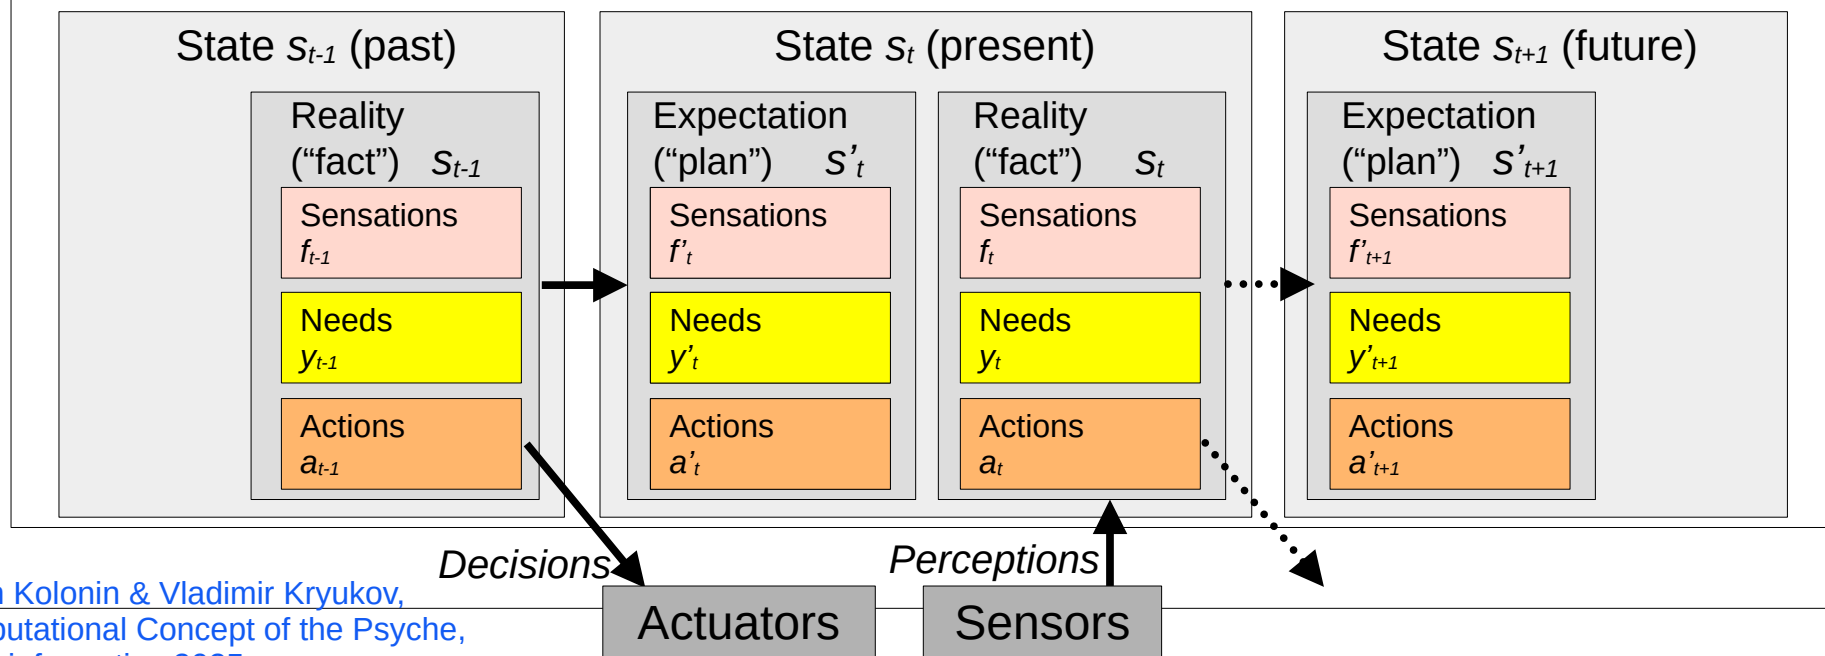 State st-1 (past)
Reality
(“fact”) st-1
Sensations
ft-1
Needs
yt-1
Actions
at-1
State st (present)
Expectation
(“plan”) s’t
Sensations
f’t
Needs
y’t
Actions
a’t
Reality
(“fact”) st
Sensations
ft
Needs
yt
Actions
at
State st+1 (future)
Expectation
(“plan”) s’t+1
Sensations
f’t+1
Needs
y’t+1
Actions
a’t+1
Decisions
Perceptions
Actuators
Sensors
Kolonin & Vladimir Kryukov,
Concept of the Psyche,